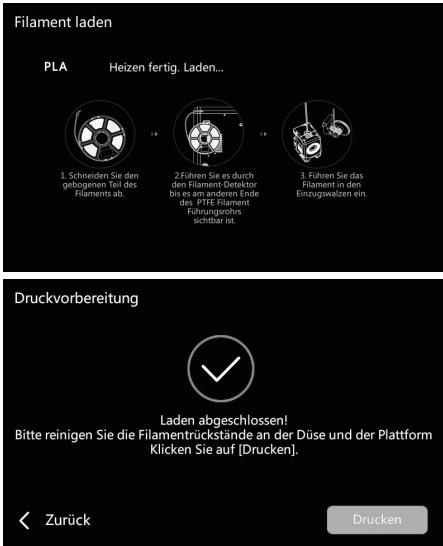 Filament laden
PLA Heizen fertig. Laden...
1. Schneiden Sie den
gebogenen Teil des
Filaments ab.
2.Führen Sie es durch
den Filament-Detektor
bis es am anderen Ende
des PTFE Filament
Führungsrohrs
sichtbar ist.
3. Führen Sie das
Filament in den
Einzugswalzen ein.
Druckvorbereitung
Laden abgeschlossen!
Bitte reinigen Sie die Filamentrückstände an der Düse und der Plattform
Klicken Sie auf [Drucken].
Zurück
Drucken